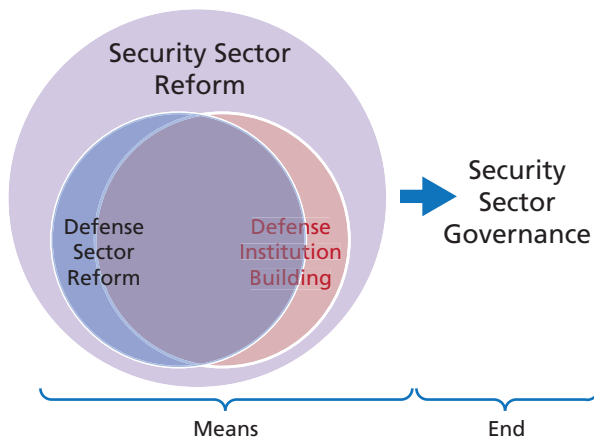 Security Sector
Reform
Defense
Sector
Reform
Defense
Institution
Building
Security
Sector
Governance
Means
End